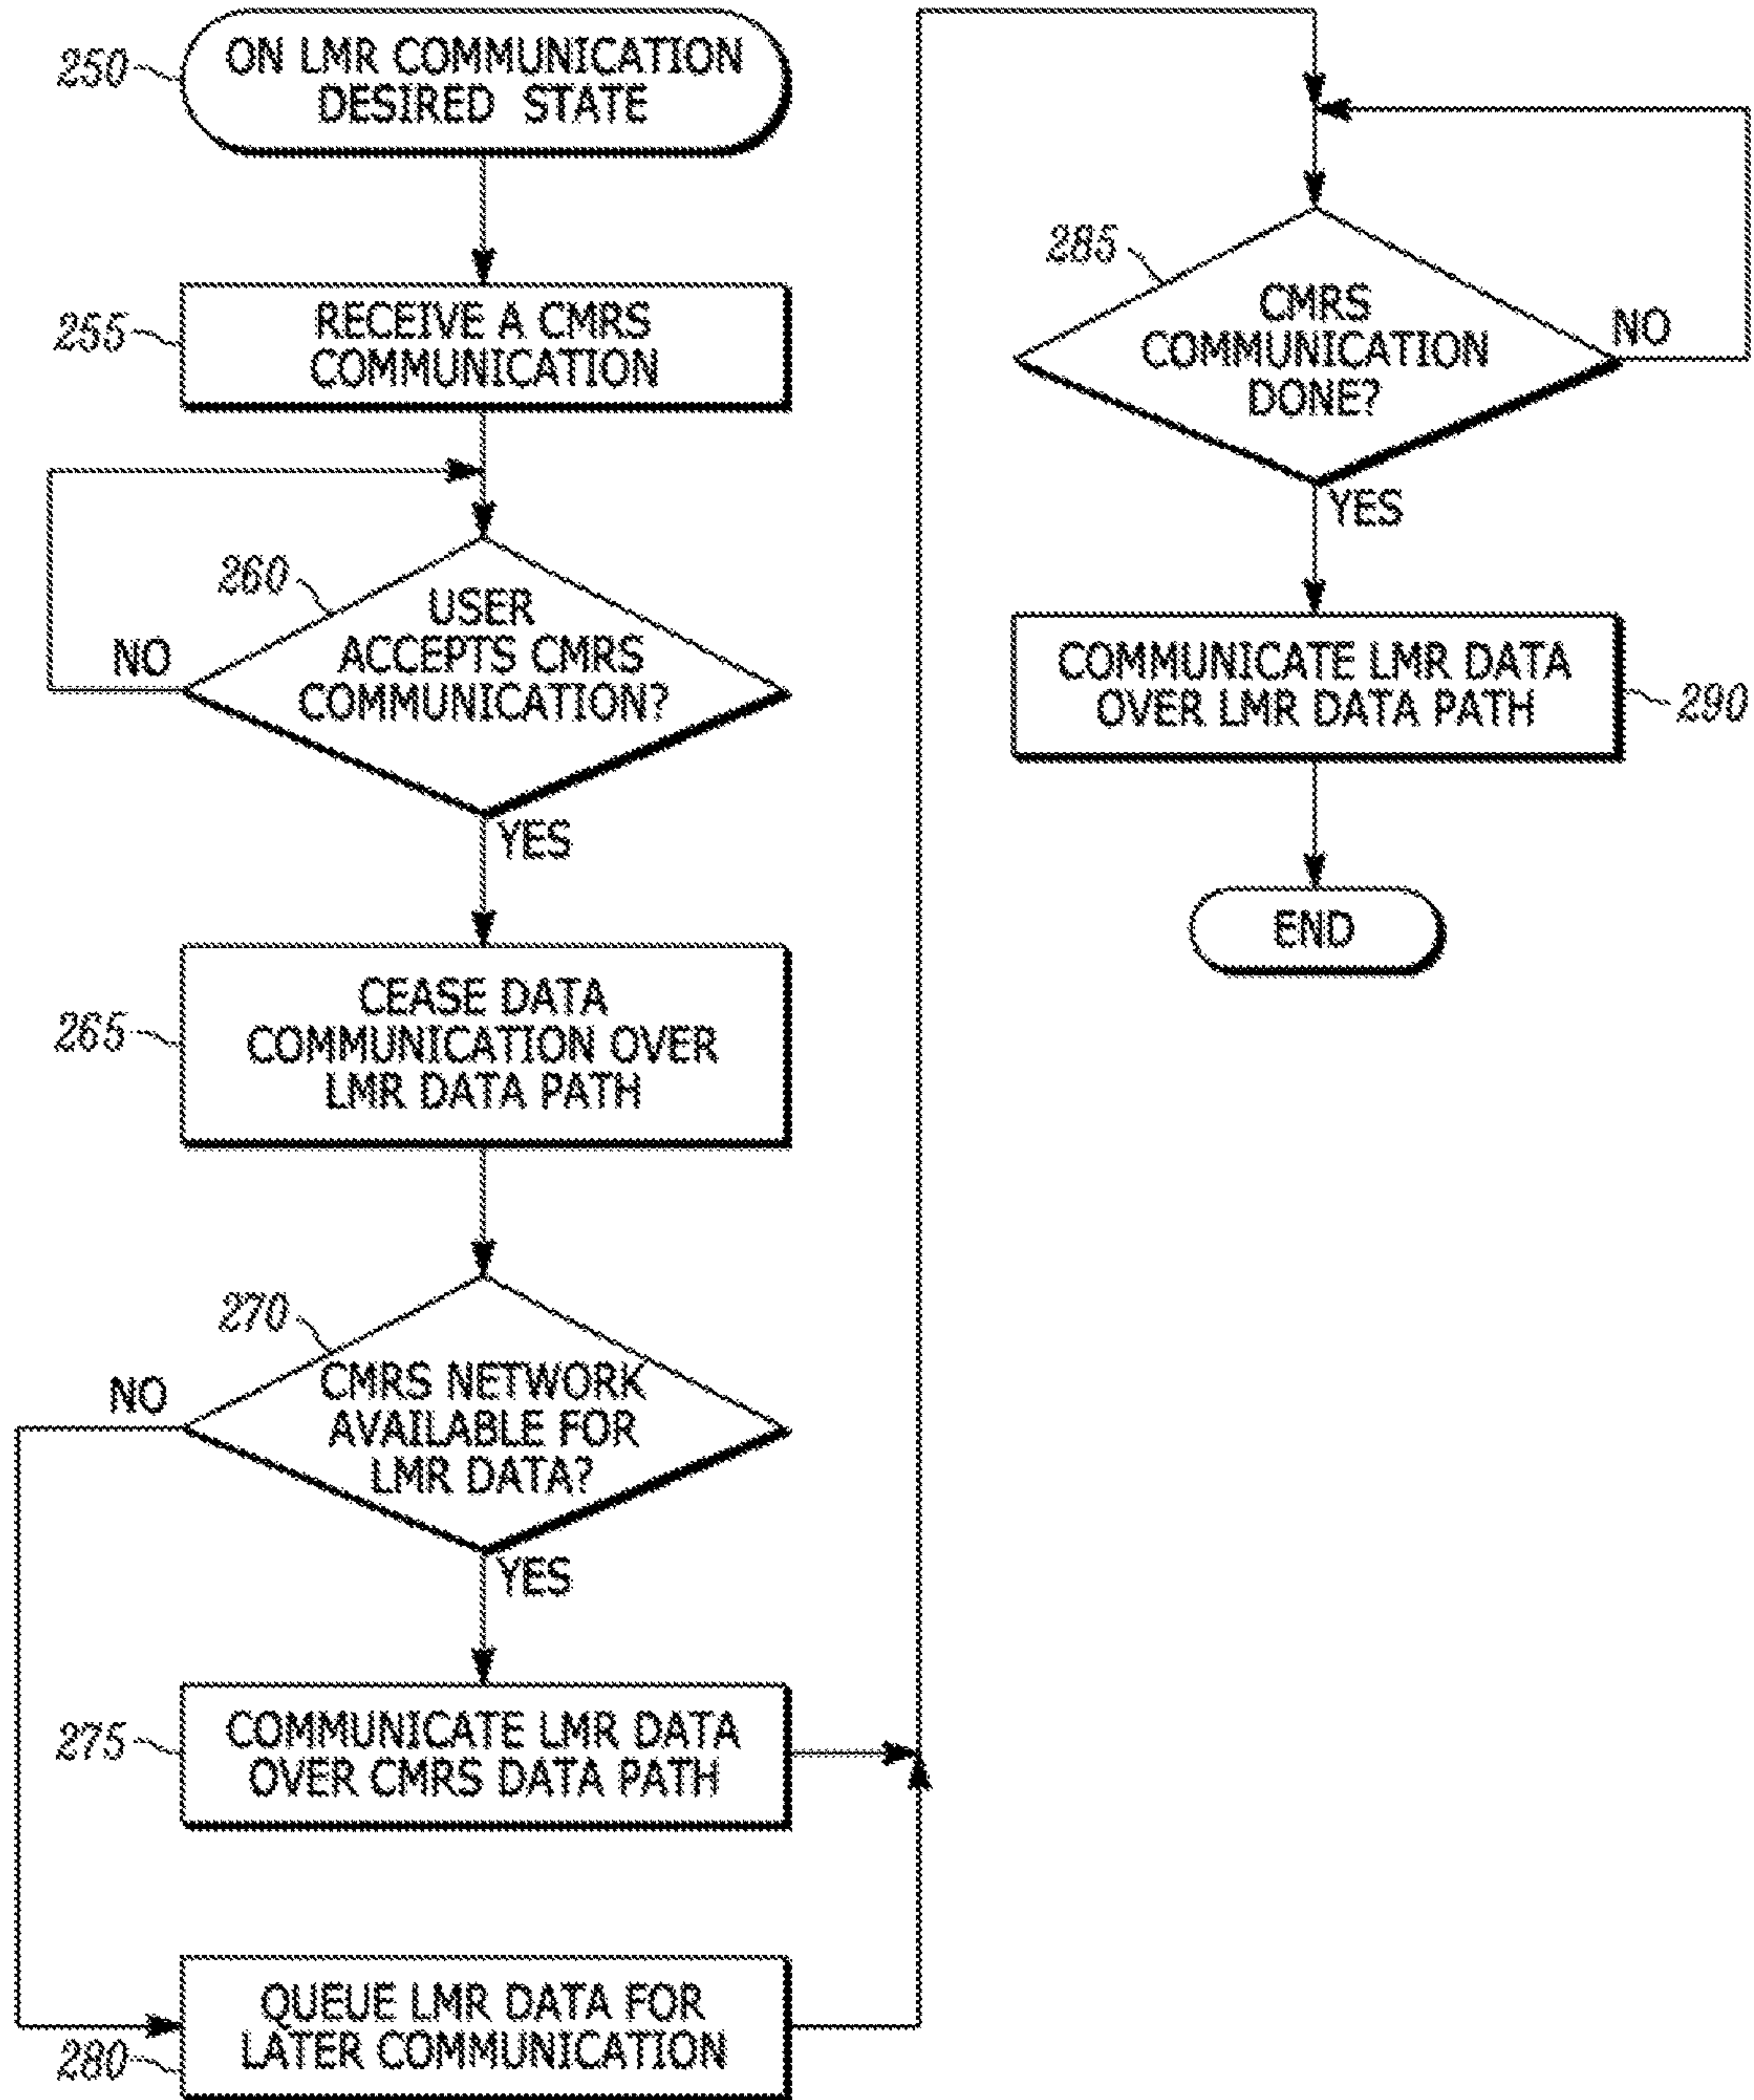 250
ON LMR COMMUNICATION
DESIRED STATE
255
RECEIVE A CMRS
COMMUNICATION
260
USER
ACCEPTS CMRS
COMMUNICATION?
NO
YES
265
CEASE DATA
COMMUNICATION OVER
LMR DATA PATH
270
CMRS NETWORK
AVAILABLE FOR
LMR DATA?
NO
YES
275
COMMUNICATE LMR DATA
OVER CMRS DATA PATH
280
QUEUE LMR DATA FOR
LATER COMMUNICATION
285
CMRS
COMMUNICATION
DONE?
NO
YES
COMMUNICATE LMR DATA
OVER LMR DATA PATH
290
END